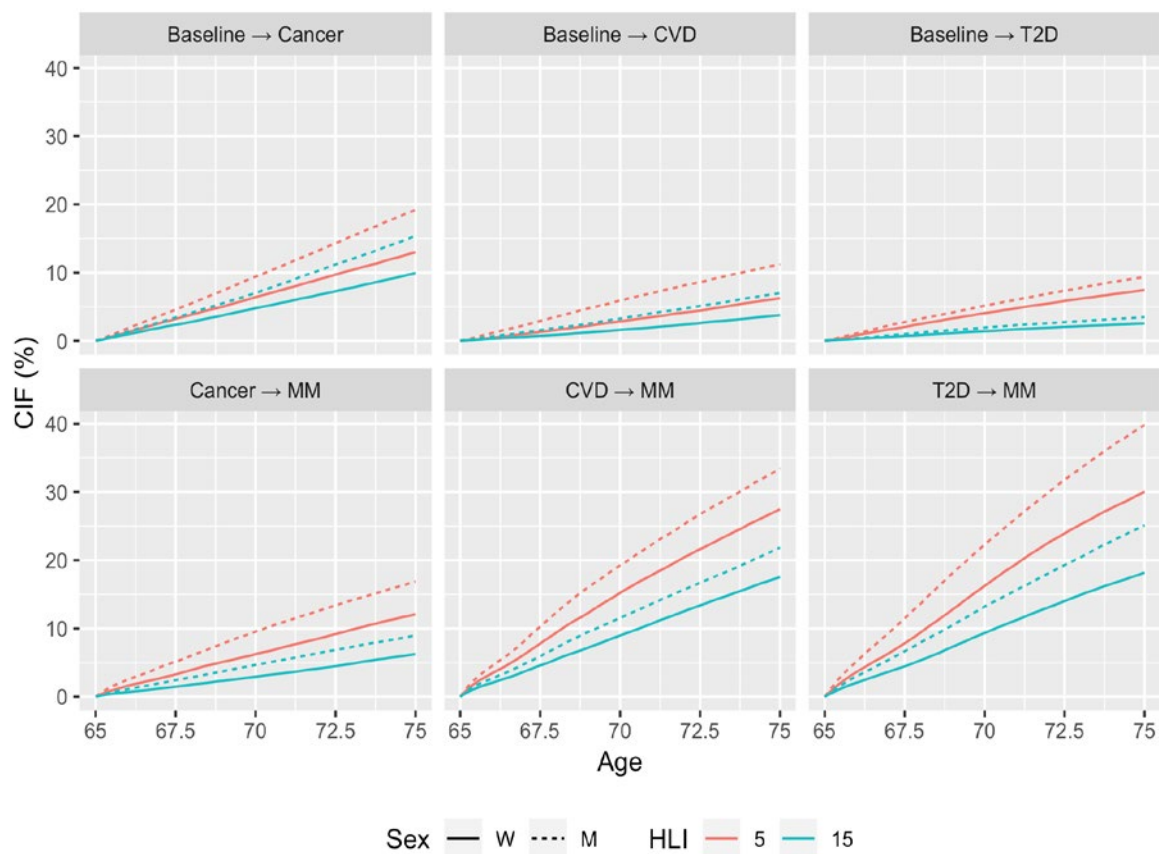 Baseline → Cancer
Baseline → CVD
Baseline → T2D
40
30
20
10
0
Cancer → MM
CVD → MM
T2D → MM
40
30
20
10
0
CIF (%)
65 67.5 70 72.5 75
65 67.5 70 72.5 75
65 67.5 70 72.5 75
Age
Sex W M HLI 5 15